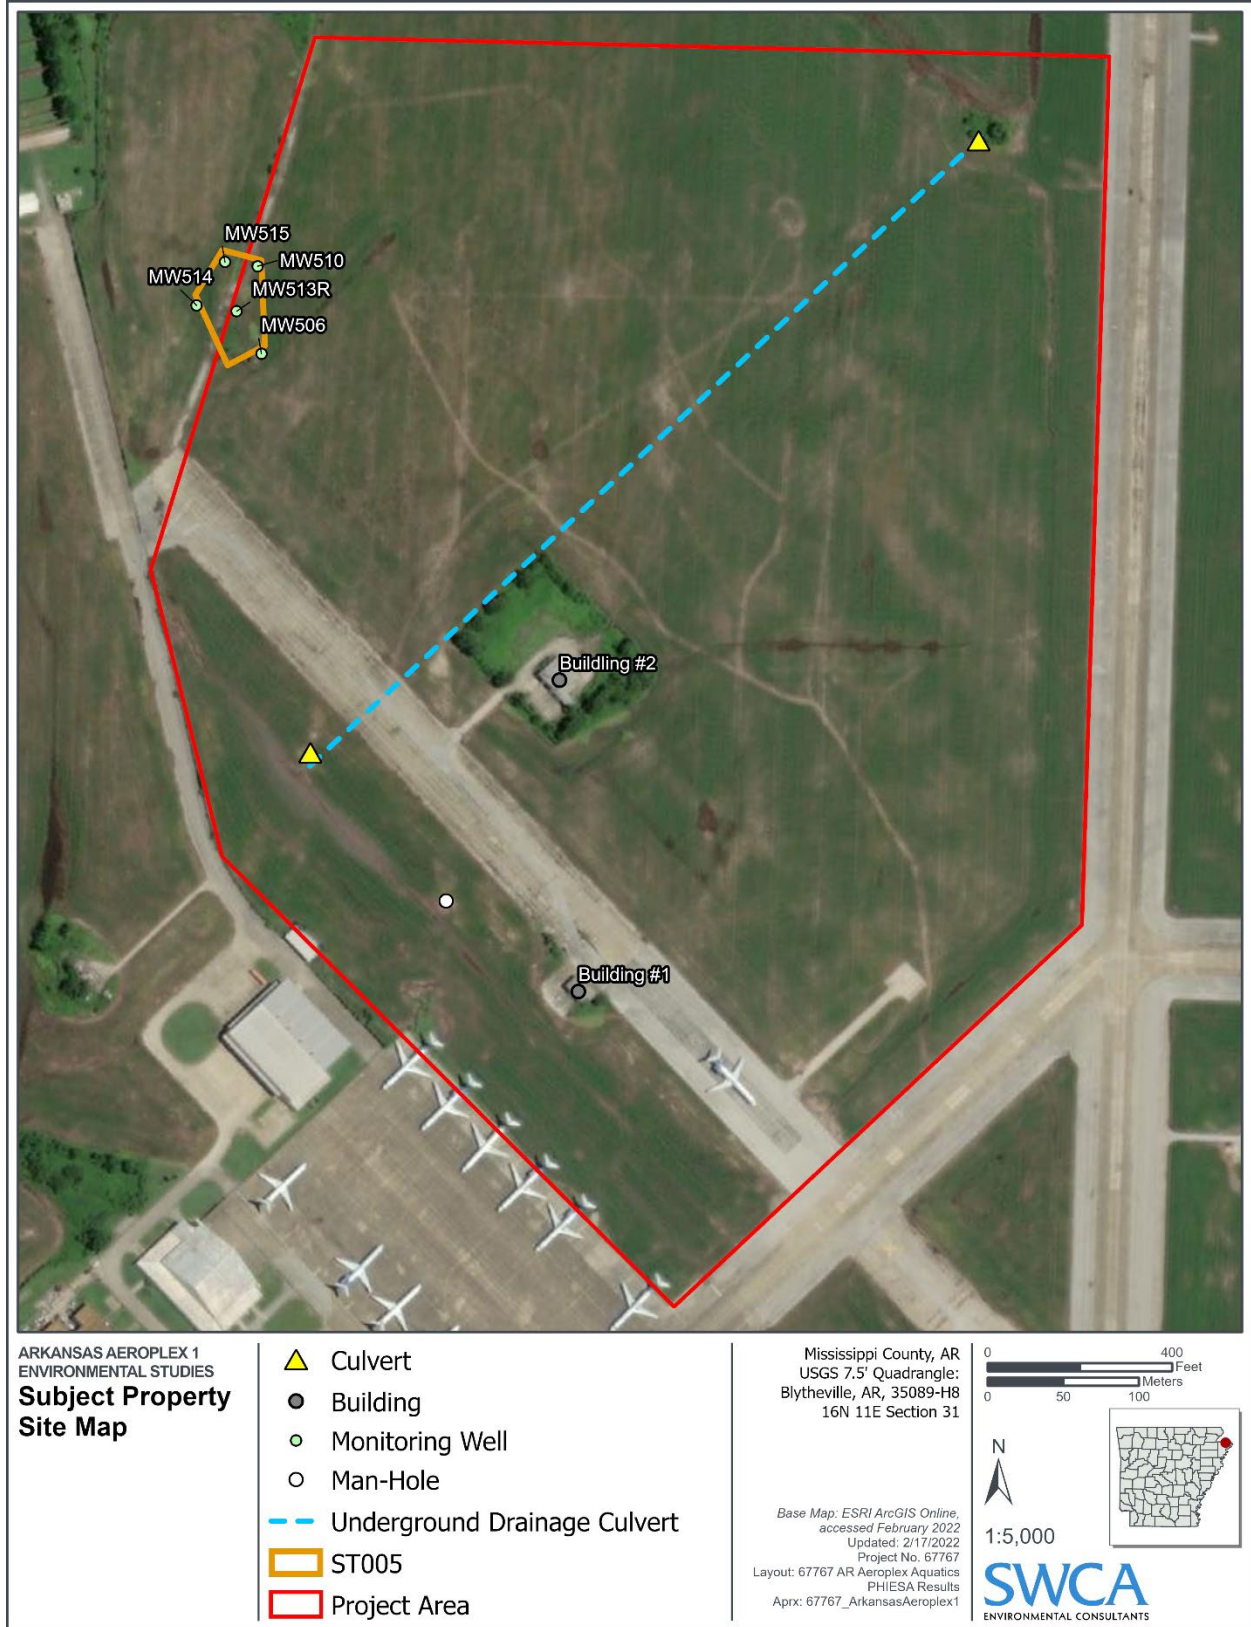 MW515
MW510
MW514
MW513R
MW506
Buildling #2
Building #1
ARKANSAS AEROPLEX 1
ENVIRONMENTAL STUDIES
Subject Property
Site Map
Culvert
Building
Monitoring Well
Man-Hole
Underground Drainage Culvert
ST005
Project Area
Mississippi County, AR
USGS 7.5' Quadrangle:
Blytheville, AR, 35089-H8
16N 11E Section 31
Base Map: ESRI ArcGIS Online,
accessed February 2022
Updated: 2/17/2022
Project No. 67767
Layout: 67767 AR Aeroplex Aquatics
PHIESA Results
Aprx: 67767_ArkansasAeroplex1
0 400
Feet
Meters
0 50 100
N
1:5,000
SWCA
ENVIRONMENTAL CONSULTANTS